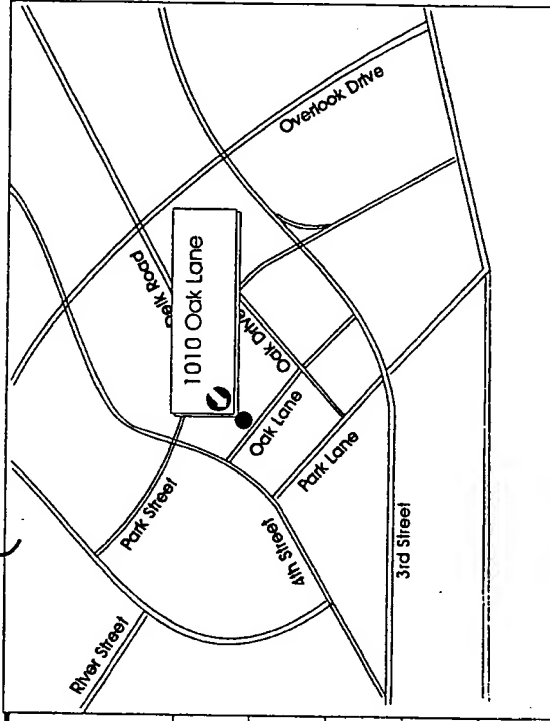 Overlook Drive
1010 Oak Lane
Road
Oak Drive
Oak Lane
Park Lane
Park Street
4th Street
3rd Street
River Street